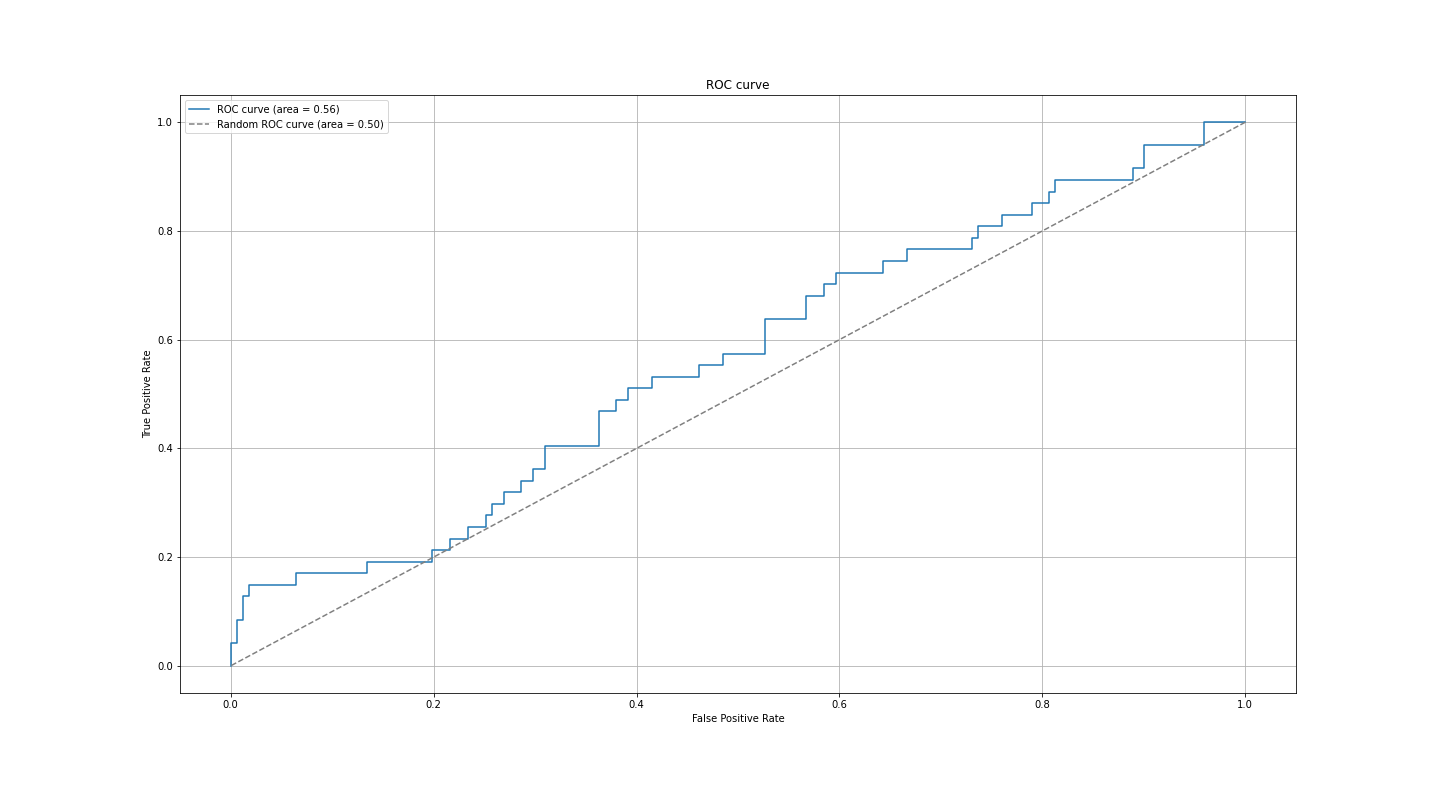 ROC curve
ROC curve (area = 0.56)
Random ROC curve (area = 0.50)
1.0
0.8
0.6
0.4
0.2
0.0
True Positive Rate
0.0 0.2 0.4 0.6 0.8 1.0
False Positive Rate